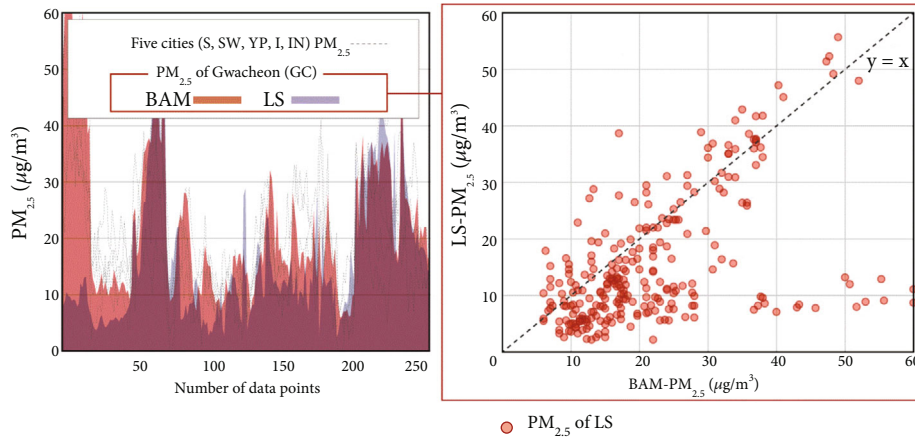 60
50
40
30
20
10
0
PM2.5 (μg/m³)
Five cities (S, SW, YP, I, IN) PM2.5
PM2.5 of Gwacheon (GC)
BAM LS
50 100 150 200 250
Number of data points
60
50
40
30
20
10
0
LS-PM2.5 (μg/m³)
y = x
10 20 30 40 50 60
BAM-PM2.5 (μg/m³)
PM2.5 of LS